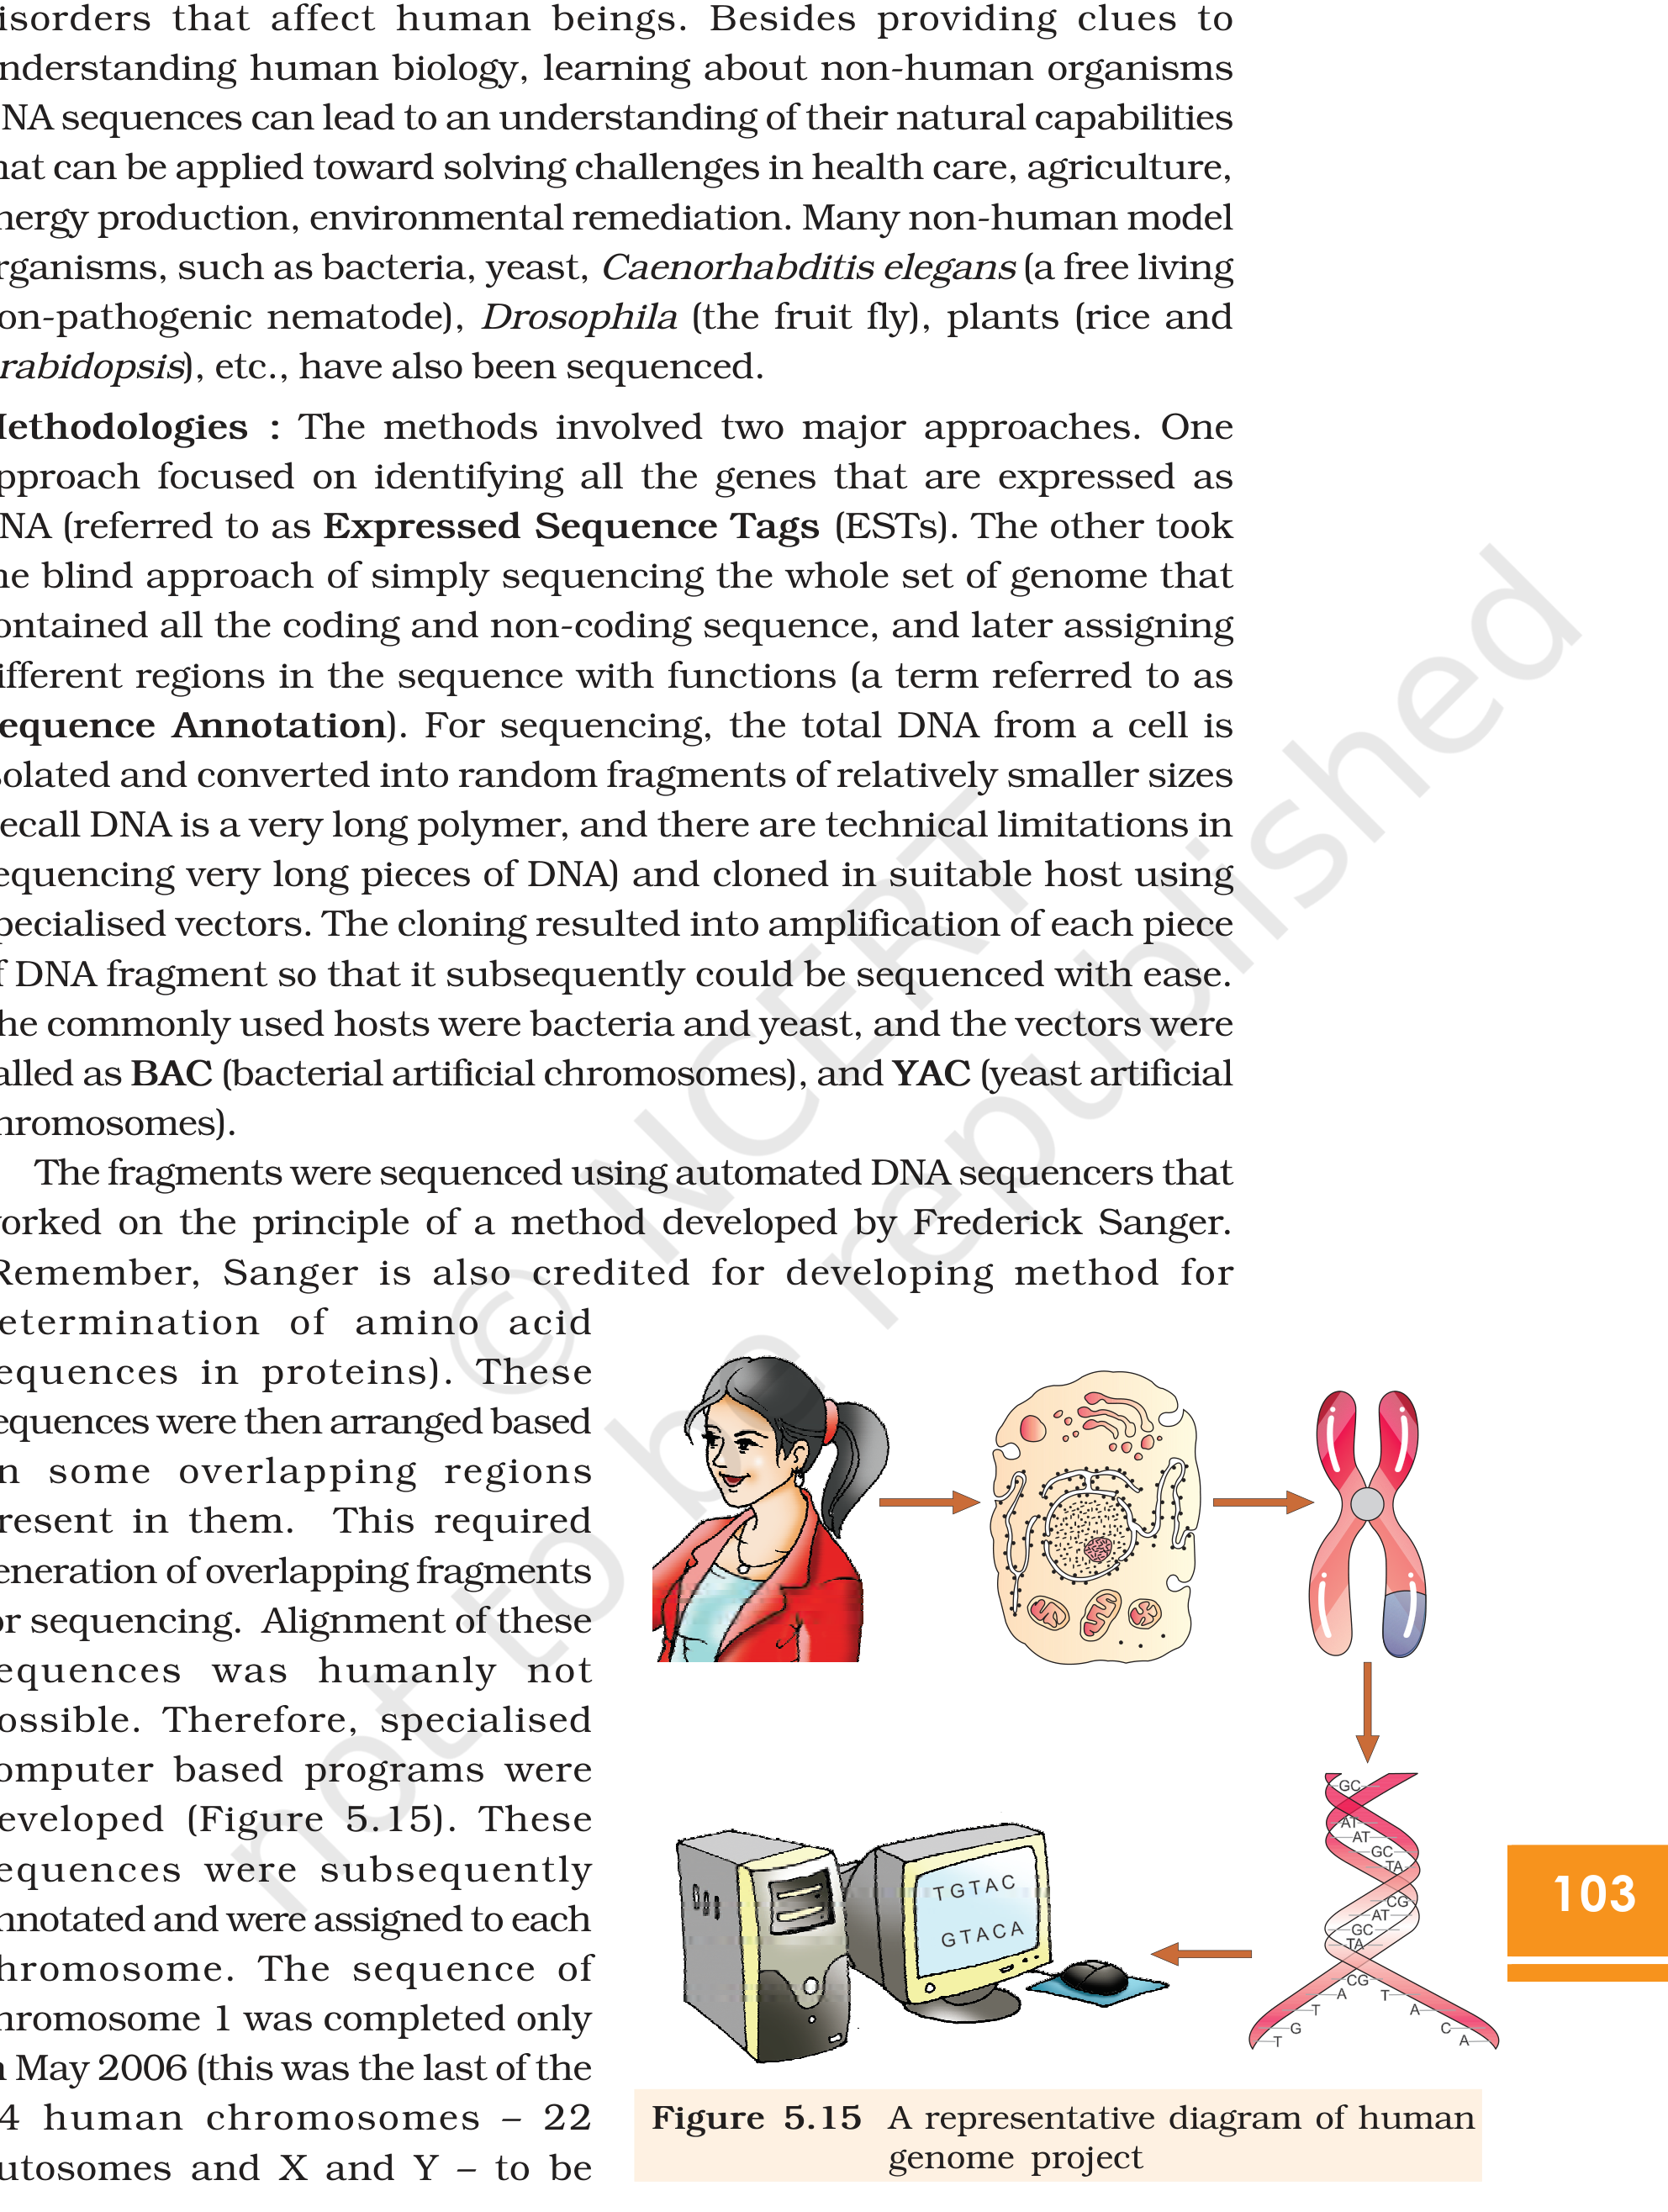 isorders that affect human beings. Besides providing clues to
nderstanding human biology, learning about non-human organisms
NA sequences can lead to an understanding of their natural capabilities
hat can be applied toward solving challenges in health care, agriculture,
nergy production, environmental remediation. Many non-human model
rganisms, such as bacteria, yeast, Caenorhabditis elegans (a free living
on-pathogenic nematode), Drosophila (the fruit fly), plants (rice and
rabidopsis), etc., have also been sequenced.
ethodologies : The methods involved two major approaches. One
pproach focused on identifying all the genes that are expressed as
NA (referred to as Expressed Sequence Tags (ESTs). The other took
he blind approach of simply sequencing the whole set of genome that
ontained all the coding and non-coding sequence, and later assigning
ifferent regions in the sequence with functions (a term referred to as
equence Annotation). For sequencing, the total DNA from a cell is
solated and converted into random fragments of relatively smaller sizes
ecall DNA is a very long polymer, and there are technical limitations in
equencing very long pieces of DNA) and cloned in suitable host using
pecialised vectors. The cloning resulted into amplification of each piece
f DNA fragment so that it subsequently could be sequenced with ease.
he commonly used hosts were bacteria and yeast, and the vectors were
alled as BAC (bacterial artificial chromosomes), and YAC (yeast artificial
hromosomes).
The fragments were sequenced using automated DNA sequencers that
orked on the principle of a method developed by Frederick Sanger.
Remember, Sanger is also credited for developing method for
etermination of amino acid
equences in proteins). These
equences were then arranged based
n some overlapping regions
resent in them. This required
eneration of overlapping fragments
or sequencing. Alignment of these
equences was humanly not
ossible. Therefore, specialised
omputer based programs were
eveloped (Figure 5.15). These
equences were subsequently
nnotated and were assigned to each
hromosome. The sequence of
hromosome 1 was completed only
n May 2006 (this was the last of the
4 human chromosomes – 22
utosomes and X and Y – to be
GC
AT
AT
GC
TA
CG
AT
GC
TA
CG
A T
T A
G C
T A
TGTAC
GTACA
Figure 5.15 A representative diagram of human
genome project
103
© NCERT
not to be republished